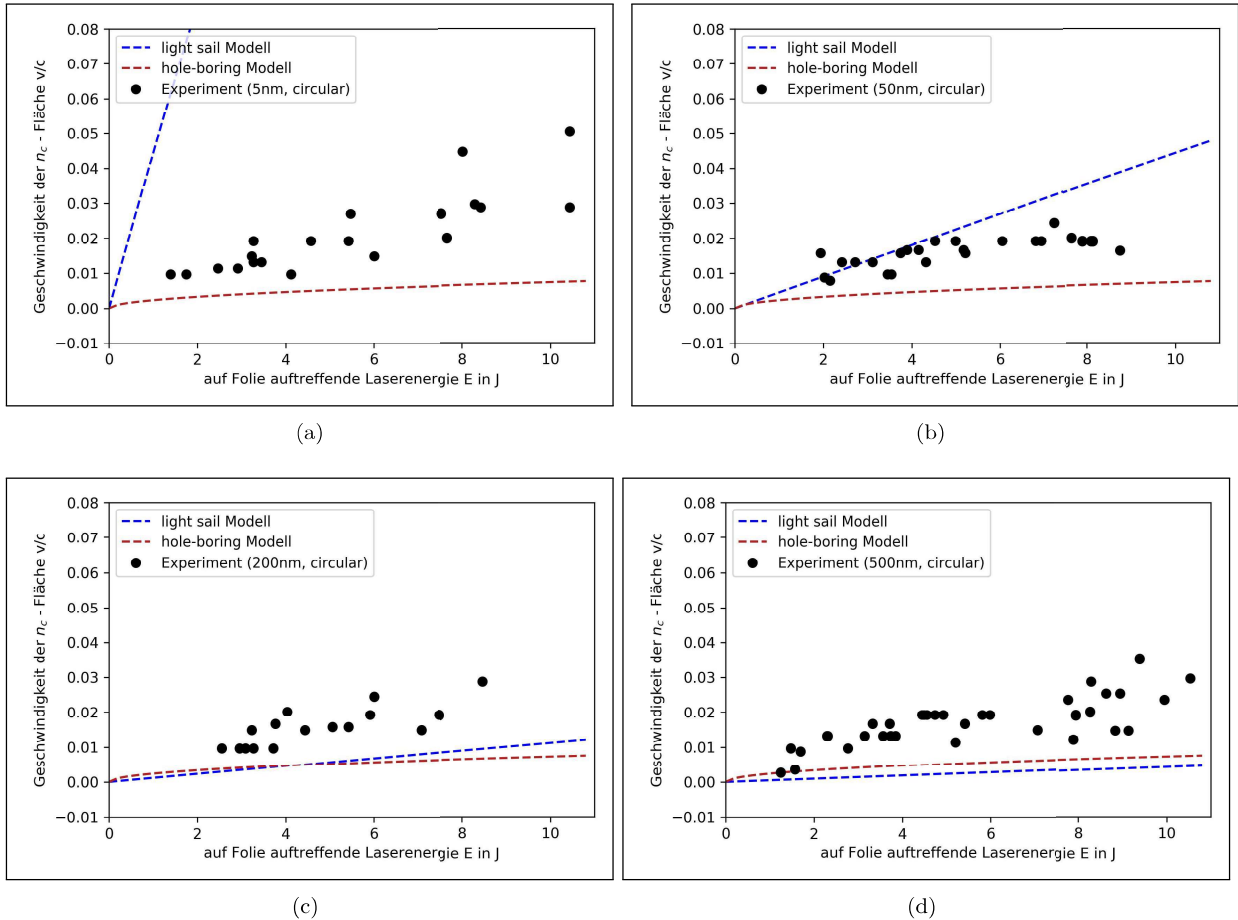 0.08
0.07
0.06
0.05
0.04
0.03
0.02
0.01
0.00
−0.01
Geschwindigkeit der n_c - Fläche v/c
light sail Modell
hole-boring Modell
Experiment (5nm, circular)
0 2 4 6 8 10
auf Folie auftreffende Laserenergie E in J
(a)
0.08
0.07
0.06
0.05
0.04
0.03
0.02
0.01
0.00
−0.01
Geschwindigkeit der n_c - Fläche v/c
light sail Modell
hole-boring Modell
Experiment (50nm, circular)
0 2 4 6 8 10
auf Folie auftreffende Laserenergie E in J
(b)
0.08
0.07
0.06
0.05
0.04
0.03
0.02
0.01
0.00
−0.01
Geschwindigkeit der n_c - Fläche v/c
light sail Modell
hole-boring Modell
Experiment (200nm, circular)
0 2 4 6 8 10
auf Folie auftreffende Laserenergie E in J
(c)
0.08
0.07
0.06
0.05
0.04
0.03
0.02
0.01
0.00
−0.01
Geschwindigkeit der n_c - Fläche v/c
light sail Modell
hole-boring Modell
Experiment (500nm, circular)
0 2 4 6 8 10
auf Folie auftreffende Laserenergie E in J
(d)